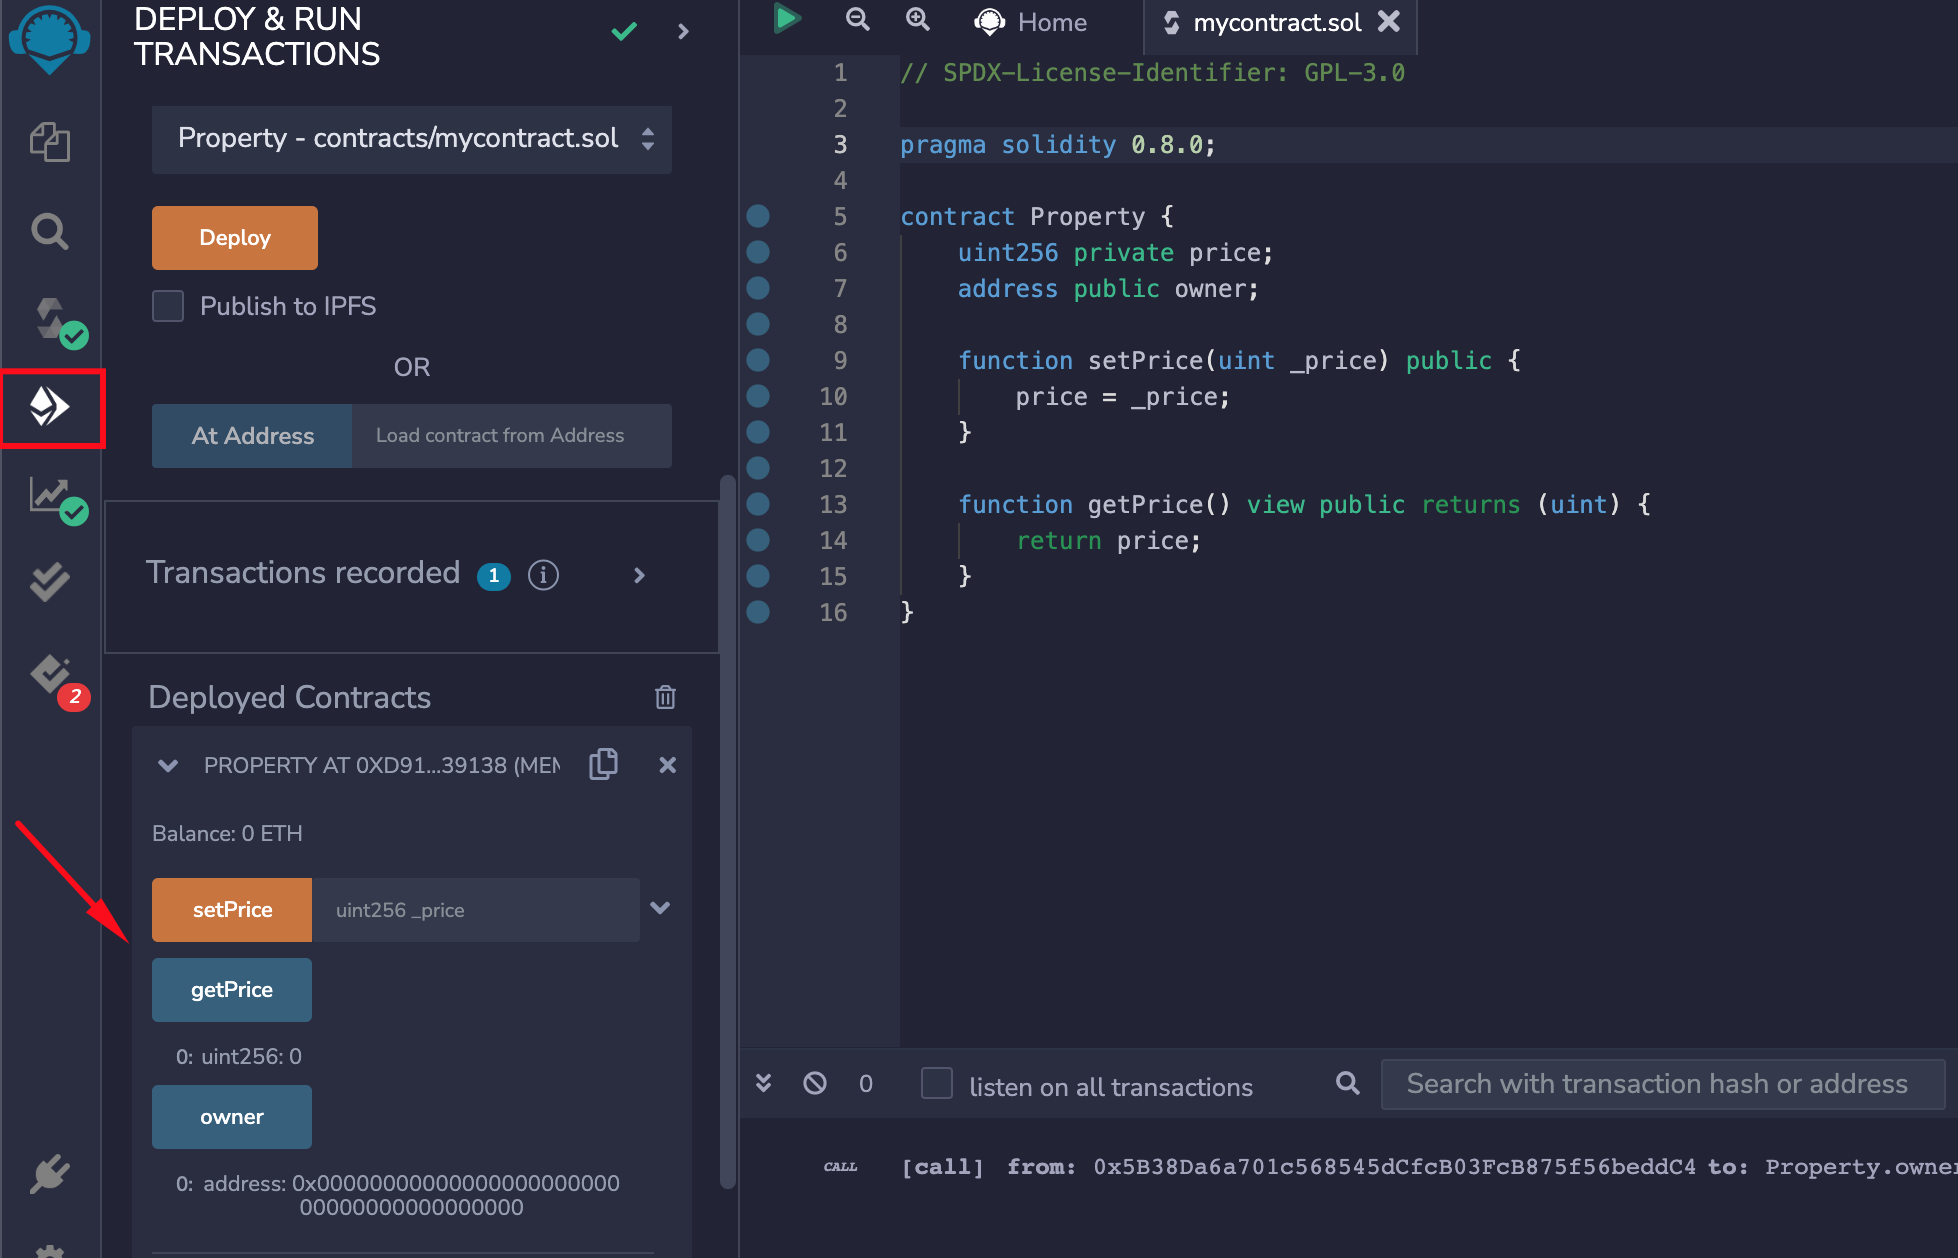 DEPLOY & RUN
TRANSACTIONS
Property - contracts/mycontract.sol
Deploy
Publish to IPFS
OR
At Address
Load contract from Address
Transactions recorded 1 i
Deployed Contracts
PROPERTY AT 0XD91...39138 (MEM
Balance: 0 ETH
setPrice
uint256 _price
getPrice
0: uint256: 0
owner
0: address: 0x00000000000000000000000
00000000000000000
2
Home
mycontract.sol
1 // SPDX-License-Identifier: GPL-3.0
2
3 pragma solidity 0.8.0;
4
5 contract Property {
6 uint256 private price;
7 address public owner;
8
9 function setPrice(uint _price) public {
10 price = _price;
11 }
12
13 function getPrice() view public returns (uint) {
14 return price;
15 }
16 }
0
listen on all transactions
Search with transaction hash or address
CALL [call] from: 0x5B38Da6a701c568545dCfcB03FcB875f56beddC4 to: Property.owner